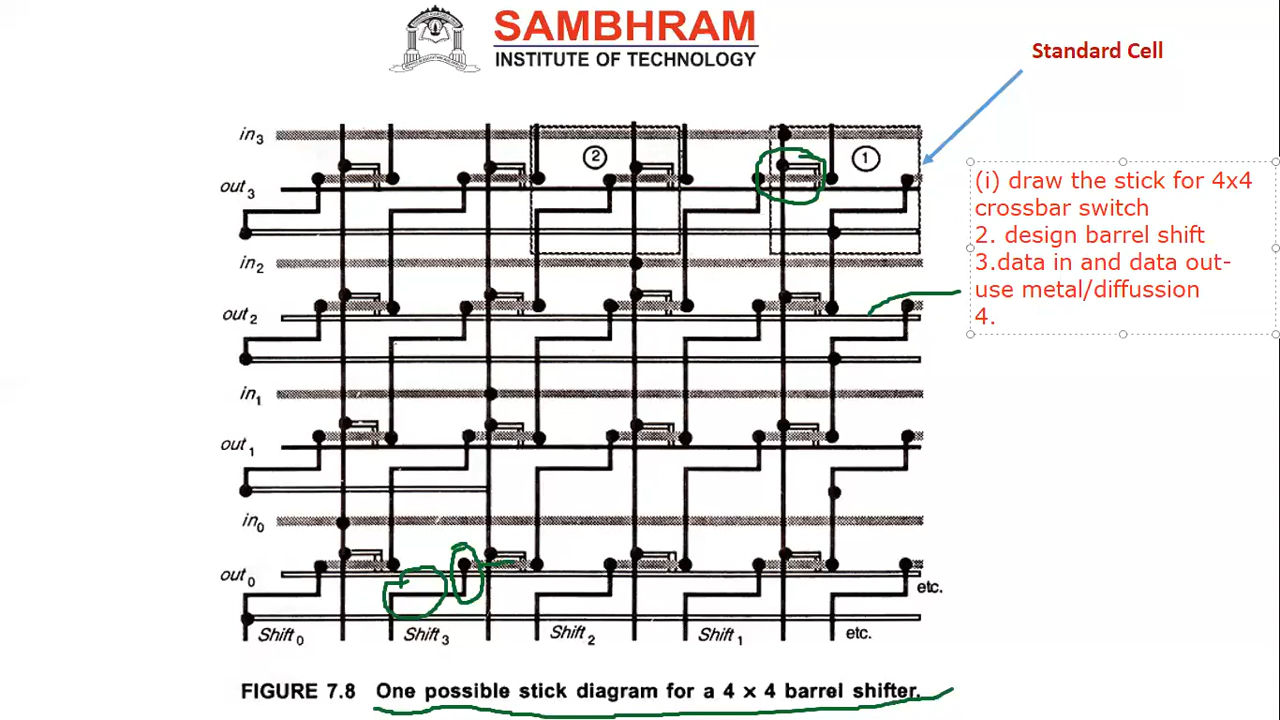 SAMBHRAM
INSTITUTE OF TECHNOLOGY
Standard Cell
in3
2
1
out3
(i) draw the stick for 4x4
crossbar switch
2. design barrel shift
3.data in and data out-
use metal/diffussion
4.
in2
out2
in1
out1
in0
out0
etc.
Shift0 Shift3 Shift2 Shift1 etc.
FIGURE 7.8 One possible stick diagram for a 4 x 4 barrel shifter.